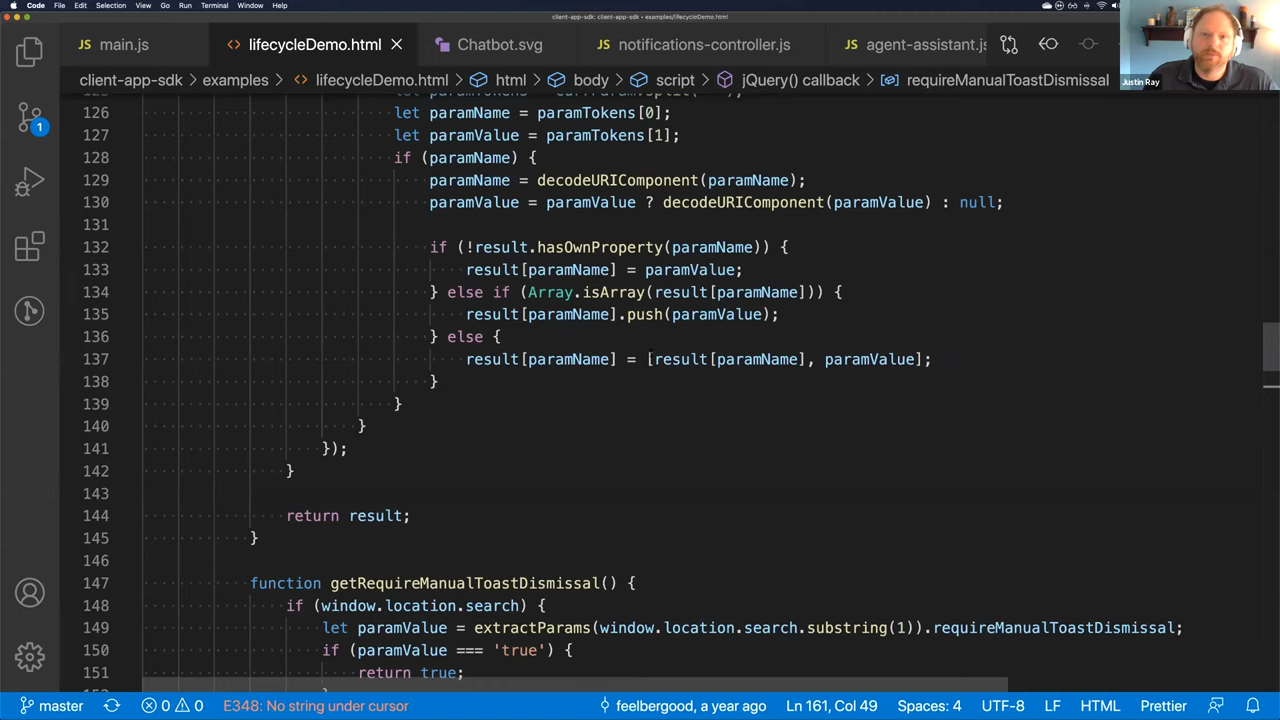 Code File Edit Selection View Go Run Terminal Window Help
client-app-sdk: client-app-sdk • examples/lifecycleDemo.html
JS main.js
<> lifecycleDemo.html
Chatbot.svg
JS notifications-controller.js
JS agent-assistant.js
Justin Ray
client-app-sdk > examples > <> lifecycleDemo.html > html > body > script > jQuery() callback > requireManualToastDismissal
126 let paramName = paramTokens[0];
127 let paramValue = paramTokens[1];
128 if (paramName) {
129 paramName = decodeURIComponent(paramName);
130 paramValue = paramValue ? decodeURIComponent(paramValue) : null;
131
132 if (!result.hasOwnProperty(paramName)) {
133 result[paramName] = paramValue;
134 } else if (Array.isArray(result[paramName])) {
135 result[paramName].push(paramValue);
136 } else {
137 result[paramName] = [result[paramName], paramValue];
138 }
139 }
140 }
141 });
142 }
143
144 return result;
145 }
146
147 function getRequireManualToastDismissal() {
148 if (window.location.search) {
149 let paramValue = extractParams(window.location.search.substring(1)).requireManualToastDismissal;
150 if (paramValue === 'true') {
151 return true;
1
master 0 0 E348: No string under cursor feelbergood, a year ago Ln 161, Col 49 Spaces: 4 UTF-8 LF HTML Prettier